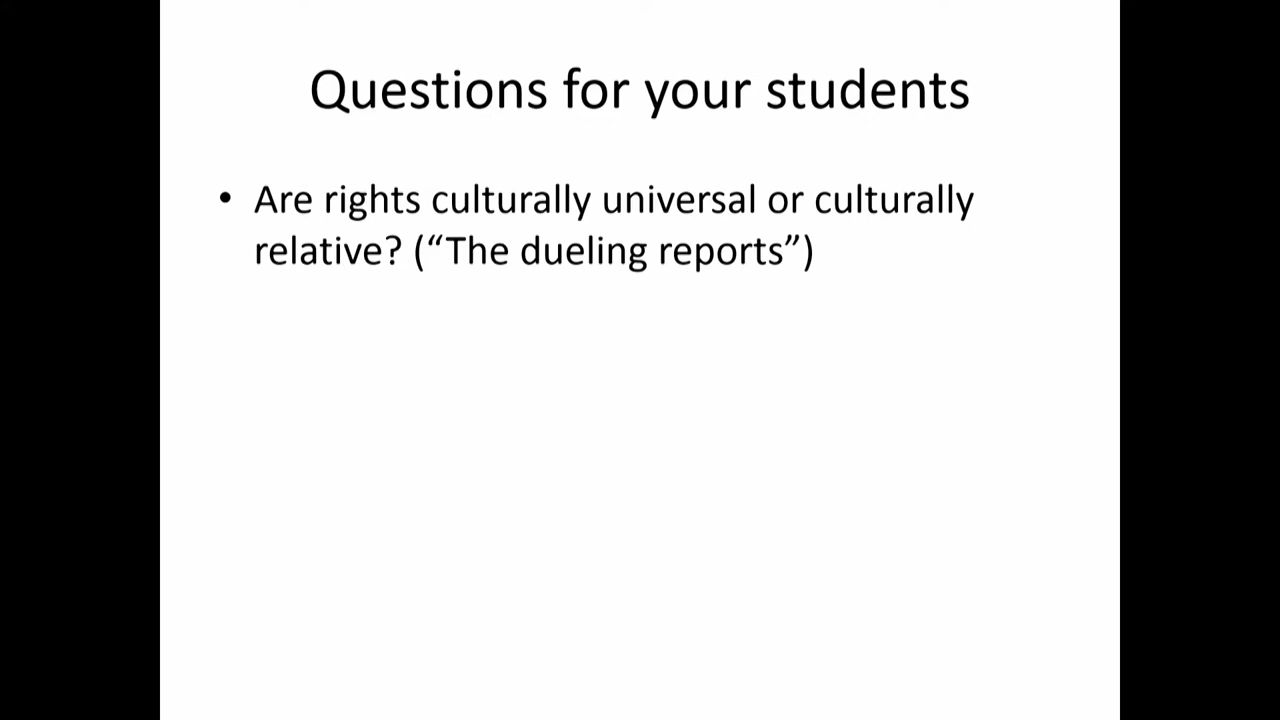 Questions for your students
• Are rights culturally universal or culturally
relative? (“The dueling reports”)